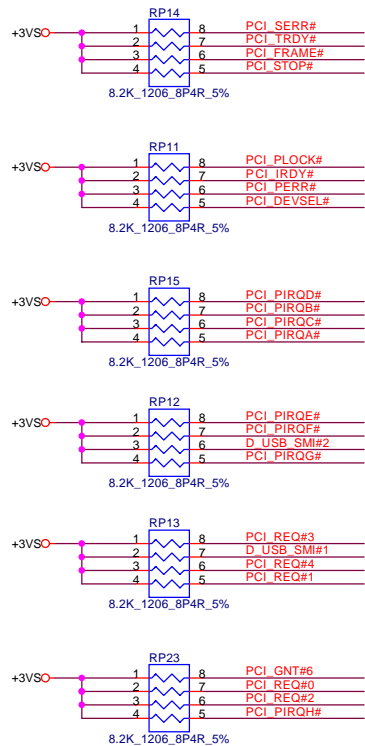 RP14
+3VS 1 8 PCI_SERR#
2 7 PCI_TRDY#
3 6 PCI_FRAME#
4 5 PCI_STOP#
8.2K_1206_8P4R_5%
RP11
+3VS 1 8 PCI_PLOCK#
2 7 PCI_IRDY#
3 6 PCI_PERR#
4 5 PCI_DEVSEL#
8.2K_1206_8P4R_5%
RP15
+3VS 1 8 PCI_PIRQD#
2 7 PCI_PIRQB#
3 6 PCI_PIRQC#
4 5 PCI_PIRQA#
8.2K_1206_8P4R_5%
RP12
+3VS 1 8 PCI_PIRQE#
2 7 PCI_PIRQF#
3 6 D_USB_SMI#2
4 5 PCI_PIRQG#
8.2K_1206_8P4R_5%
RP13
+3VS 1 8 PCI_REQ#3
2 7 D_USB_SMI#1
3 6 PCI_REQ#4
4 5 PCI_REQ#1
8.2K_1206_8P4R_5%
RP23
+3VS 1 8 PCI_GNT#6
2 7 PCI_REQ#0
3 6 PCI_REQ#2
4 5 PCI_PIRQH#
8.2K_1206_8P4R_5%